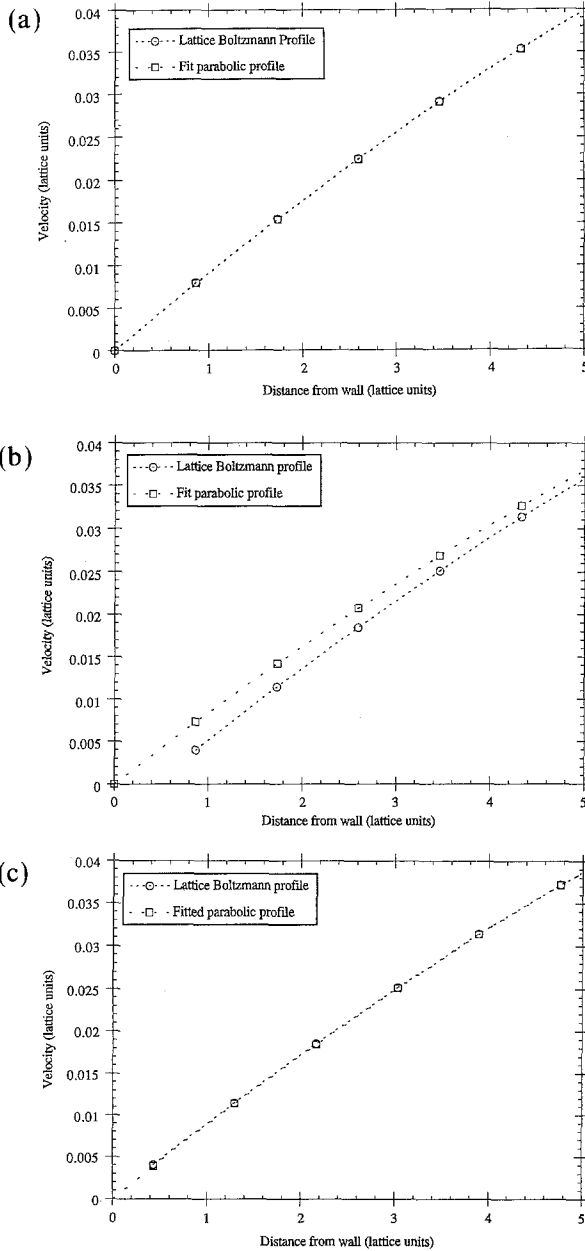 (a)
0.04
0.035
0.03
0.025
0.02
0.015
0.01
0.005
0
Velocity (lattice units)
Lattice Boltzmann Profile
Fit parabolic profile
0 1 2 3 4 5
Distance from wall (lattice units)
(b)
0.04
0.035
0.03
0.025
0.02
0.015
0.01
0.005
0
Velocity (lattice units)
Lattice Boltzmann profile
Fit parabolic profile
0 1 2 3 4 5
Distance from wall (lattice units)
(c)
0.04
0.035
0.03
0.025
0.02
0.015
0.01
0.005
0
Velocity (lattice units)
Lattice Boltzmann profile
Fitted parabolic profile
0 1 2 3 4 5
Distance from wall (lattice units)